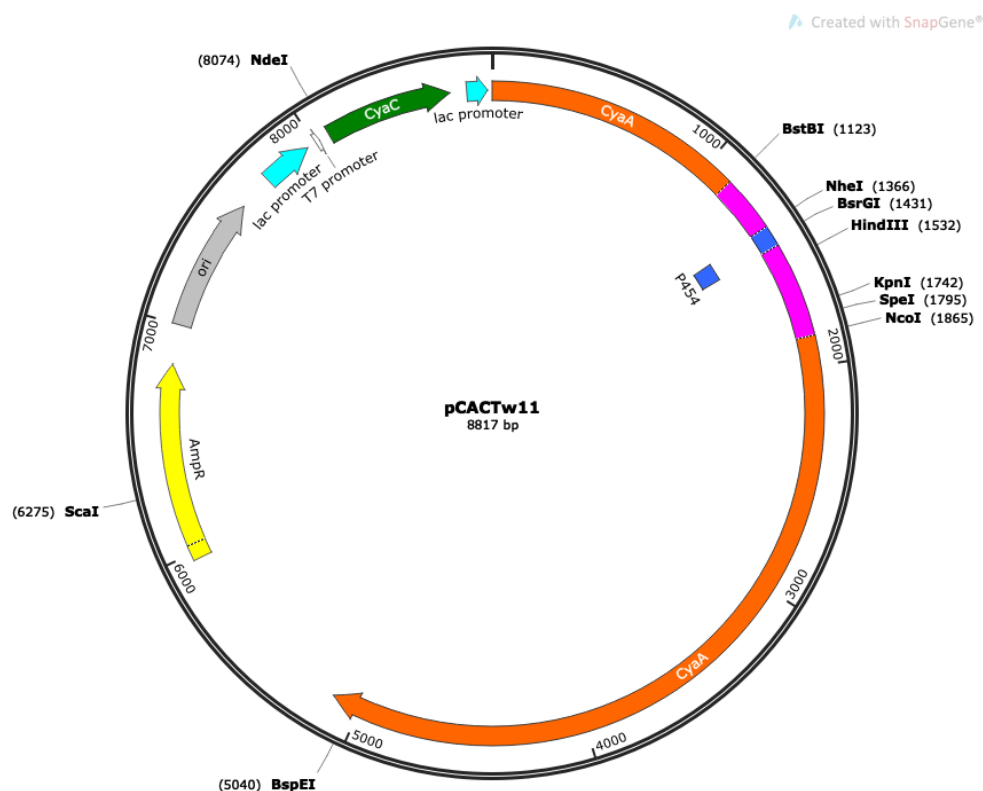 Created with SnapGene®
(8074) NdeI
8000
CyaC
lac promoter
CyaA
1000
BstBI (1123)
NheI (1366)
BsrGI (1431)
HindIII (1532)
KpnI (1742)
SpeI (1795)
NcoI (1865)
2000
P454
lac promoter
T7 promoter
ori
7000
pCACTw11
8817 bp
AmpR
(6275) ScaI
6000
3000
CyaA
4000
5000
(5040) BspEI